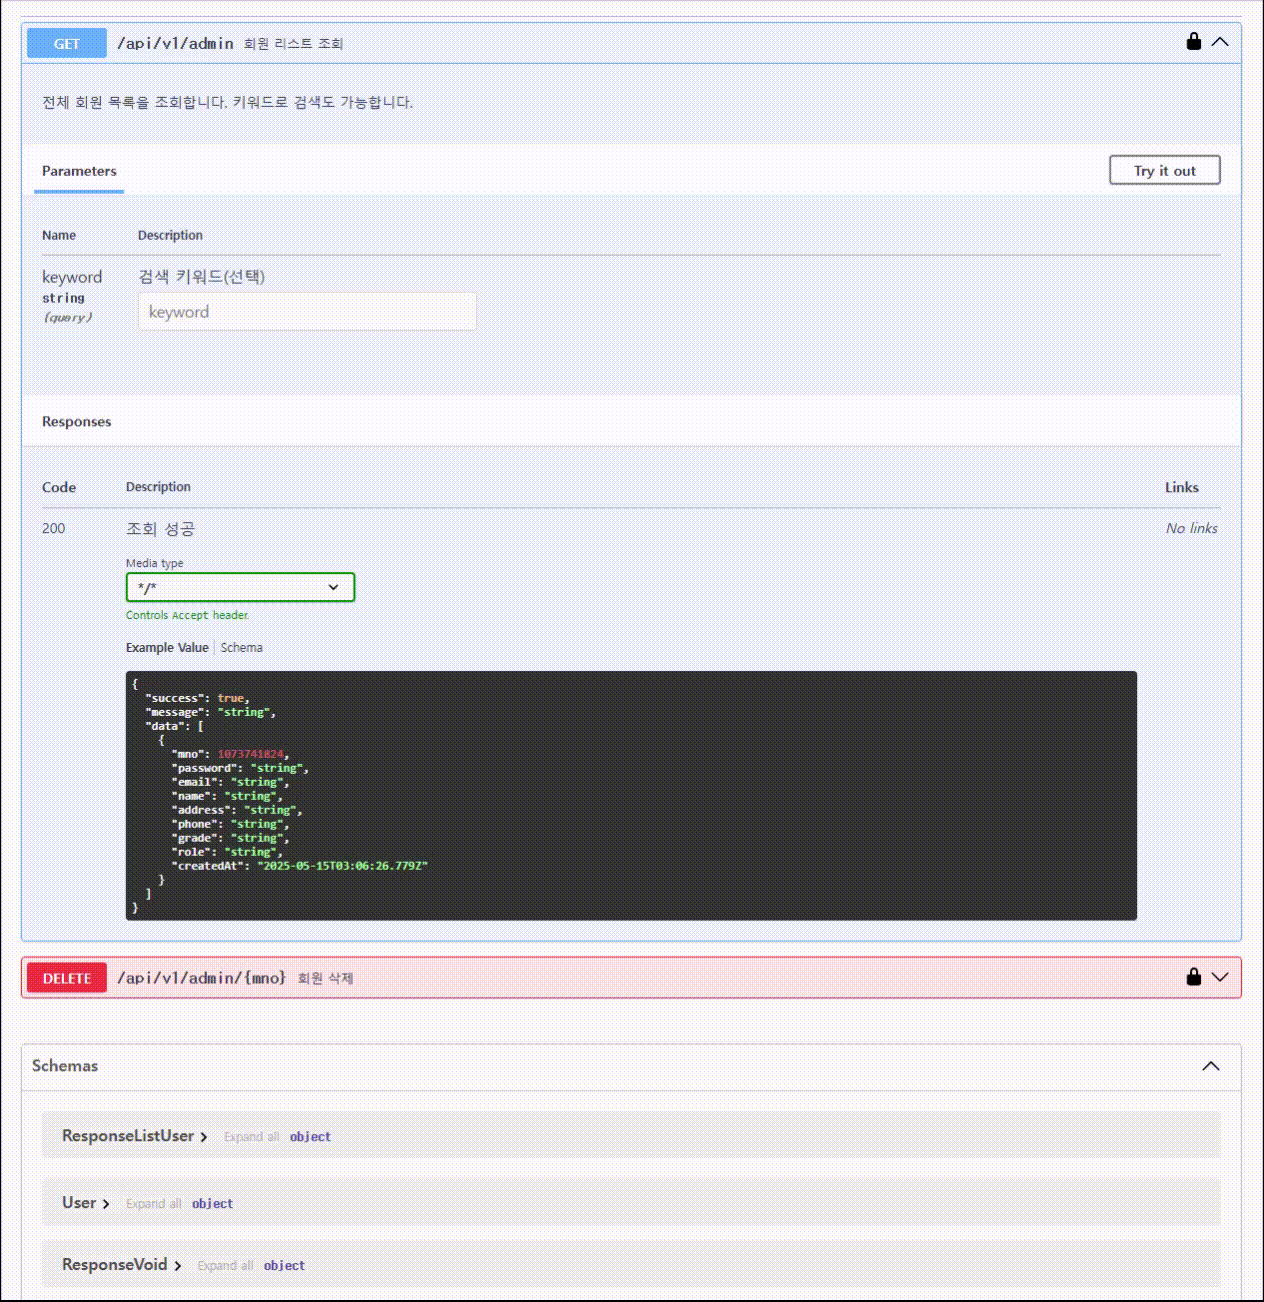 GET /api/v1/admin 회원 리스트 조회
전체 회원 목록을 조회합니다. 키워드로 검색도 가능합니다.
Parameters
Try it out
Name Description
keyword 검색 키워드(선택)
string
(query)
keyword
Responses
Code Description Links
200 조회 성공 No links
Media type
*/*
Controls Accept header.
Example Value Schema
{
"success": true,
"message": "string",
"data": [
{
"mno": 1073741824,
"password": "string",
"email": "string",
"name": "string",
"address": "string",
"phone": "string",
"grade": "string",
"role": "string",
"createdAt": "2025-05-15T03:06:26.779Z"
}
]
}
DELETE /api/v1/admin/{mno} 회원 삭제
Schemas
ResponseListUser Expand all object
User Expand all object
ResponseVoid Expand all object